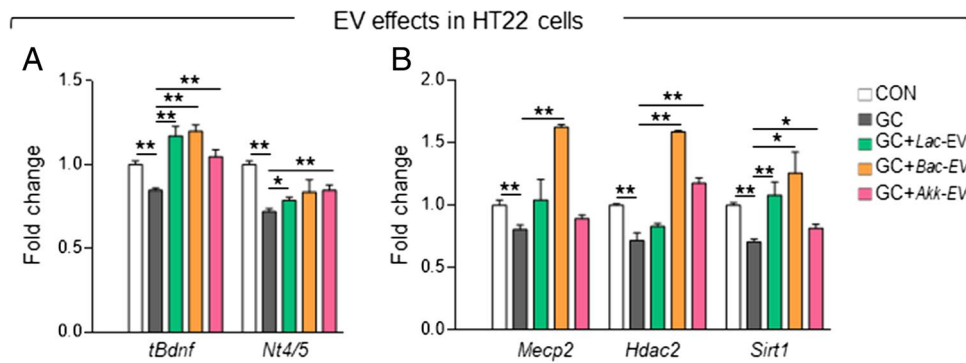 EV effects in HT22 cells
A
Fold change
1.5
1.0
0.5
0.0
**
**
**
**
**
*
**
tBdnf
Nt4/5
B
Fold change
2.0
1.5
1.0
0.5
0.0
**
**
**
**
**
**
**
*
*
Mecp2
Hdac2
Sirt1
CON
GC
GC+Lac-EV
GC+Bac-EV
GC+Akk-EV